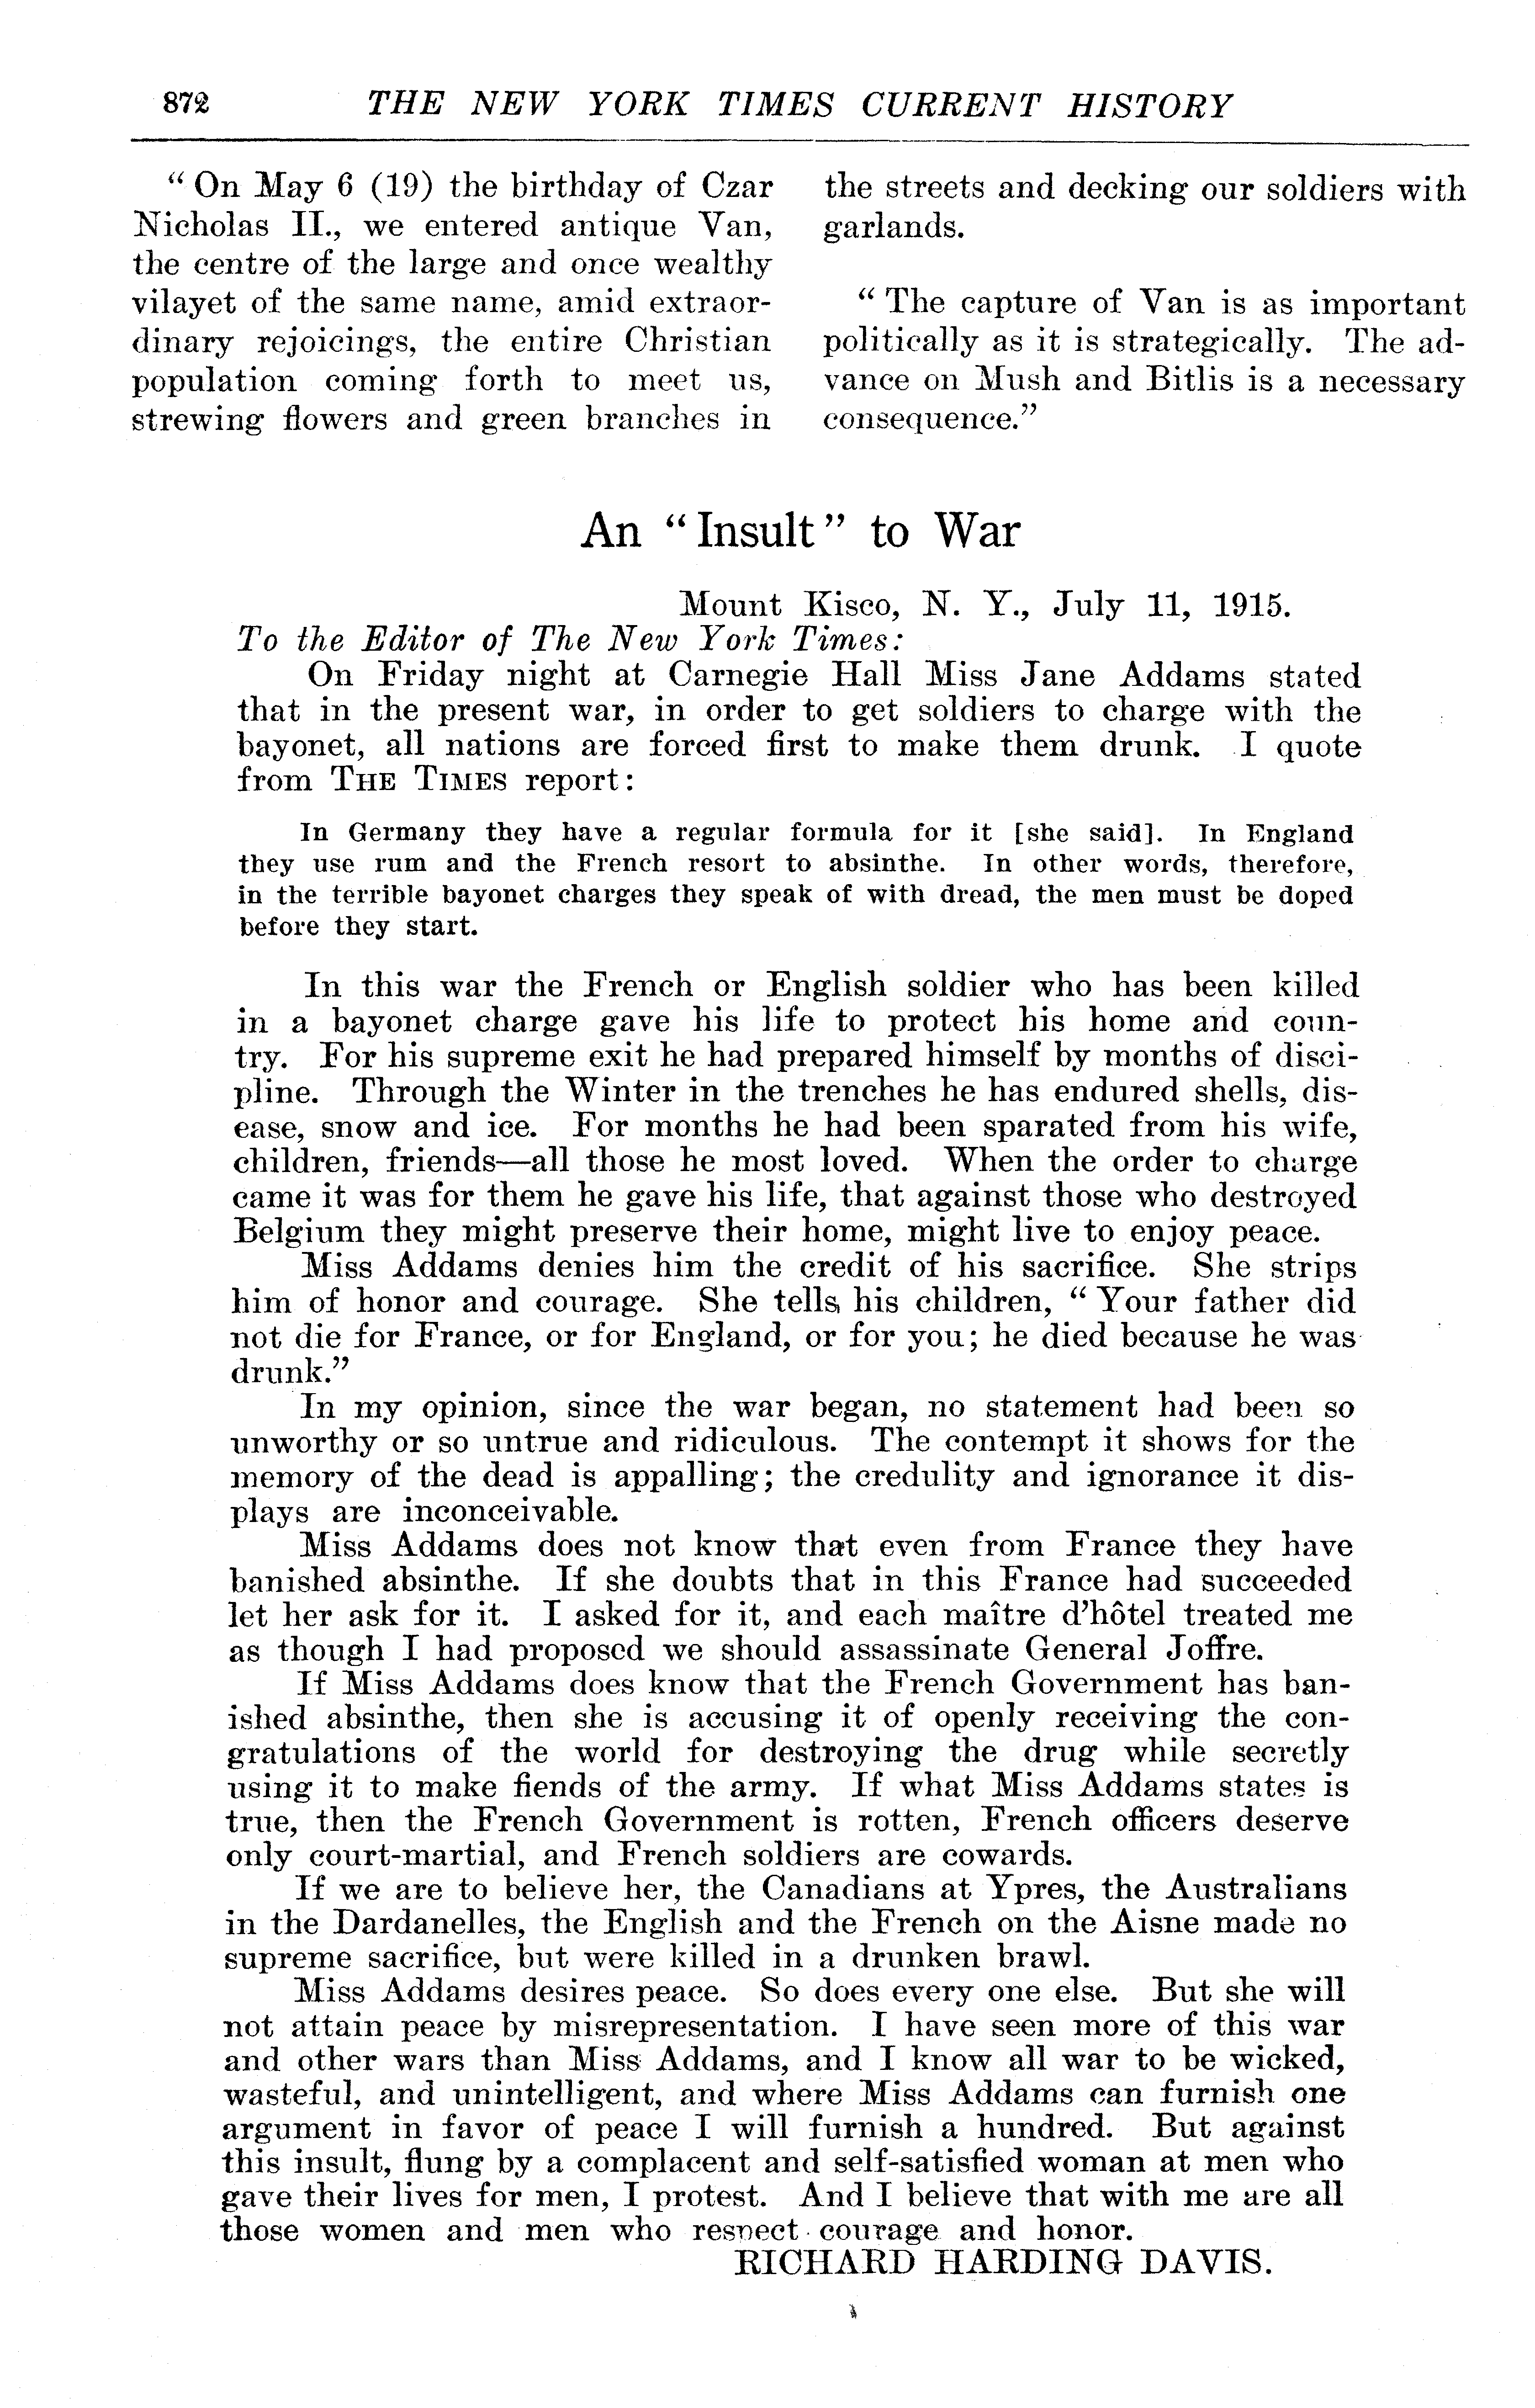 872 THE NEW YORK TIMES CURRENT HISTORY
“On May 6 (19) the birthday of Czar
Nicholas II., we entered antique Van,
the centre of the large and once wealthy
vilayet of the same name, amid extraor-
dinary rejoicings, the entire Christian
population coming forth to meet us,
strewing flowers and green branches in
the streets and decking our soldiers with
garlands.
“The capture of Van is as important
politically as it is strategically. The ad-
vance on Mush and Bitlis is a necessary
consequence.”
An “Insult” to War
Mount Kisco, N. Y., July 11, 1915.
To the Editor of The New York Times:
On Friday night at Carnegie Hall Miss Jane Addams stated
that in the present war, in order to get soldiers to charge with the
bayonet, all nations are forced first to make them drunk. I quote
from THE TIMES report:
In Germany they have a regular formula for it [she said]. In England
they use rum and the French resort to absinthe. In other words, therefore,
in the terrible bayonet charges they speak of with dread, the men must be doped
before they start.
In this war the French or English soldier who has been killed
in a bayonet charge gave his life to protect his home and coun-
try. For his supreme exit he had prepared himself by months of disci-
pline. Through the Winter in the trenches he has endured shells, dis-
ease, snow and ice. For months he had been sparated from his wife,
children, friends—all those he most loved. When the order to charge
came it was for them he gave his life, that against those who destroyed
Belgium they might preserve their home, might live to enjoy peace.
Miss Addams denies him the credit of his sacrifice. She strips
him of honor and courage. She tells his children, “Your father did
not die for France, or for England, or for you; he died because he was
drunk.”
In my opinion, since the war began, no statement had been so
unworthy or so untrue and ridiculous. The contempt it shows for the
memory of the dead is appalling; the credulity and ignorance it dis-
plays are inconceivable.
Miss Addams does not know that even from France they have
banished absinthe. If she doubts that in this France had succeeded
let her ask for it. I asked for it, and each maître d'hôtel treated me
as though I had proposed we should assassinate General Joffre.
If Miss Addams does know that the French Government has ban-
ished absinthe, then she is accusing it of openly receiving the con-
gratulations of the world for destroying the drug while secretly
using it to make fiends of the army. If what Miss Addams states is
true, then the French Government is rotten, French officers deserve
only court-martial, and French soldiers are cowards.
If we are to believe her, the Canadians at Ypres, the Australians
in the Dardanelles, the English and the French on the Aisne made no
supreme sacrifice, but were killed in a drunken brawl.
Miss Addams desires peace. So does every one else. But she will
not attain peace by misrepresentation. I have seen more of this war
and other wars than Miss Addams, and I know all war to be wicked,
wasteful, and unintelligent, and where Miss Addams can furnish one
argument in favor of peace I will furnish a hundred. But against
this insult, flung by a complacent and self-satisfied woman at men who
gave their lives for men, I protest. And I believe that with me are all
those women and men who respect courage and honor.
RICHARD HARDING DAVIS.